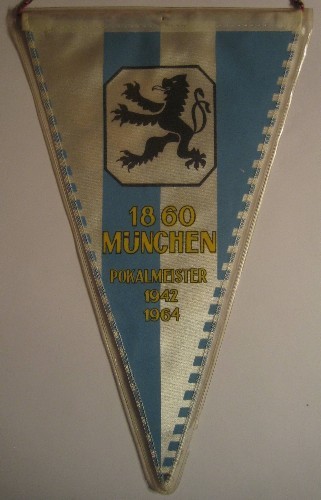 1860
MÜNCHEN
POKALMEISTER
1942
1964